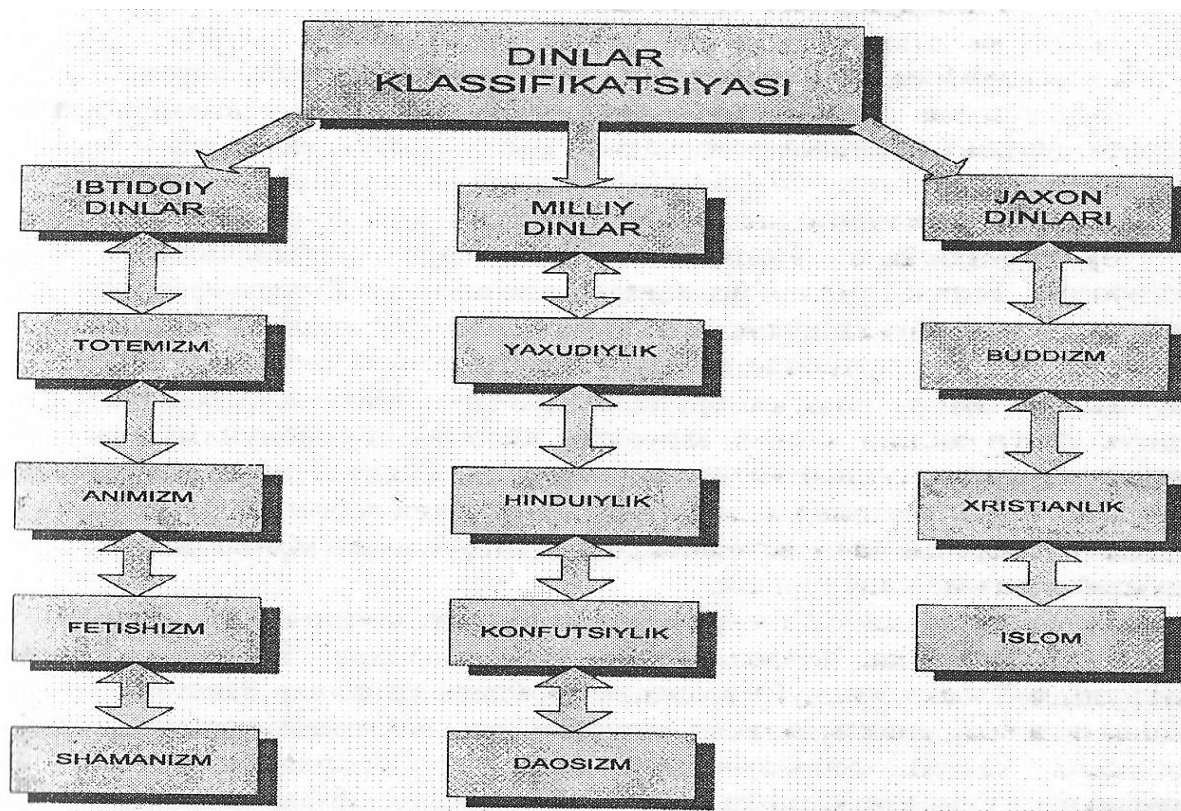 DINLAR
KLASSIFIKATSIYASI
IBTIDOIY
DINLAR
MILLIY
DINLAR
JAXON
DINLARI
TOTEMIZM
YAXUDIYLIK
BUDDIZM
ANIMIZM
HINDUIYLIK
XRISTIANLIK
FETISHIZM
KONFUTSIYLIK
ISLOM
SHAMANIZM
DAOSIZM